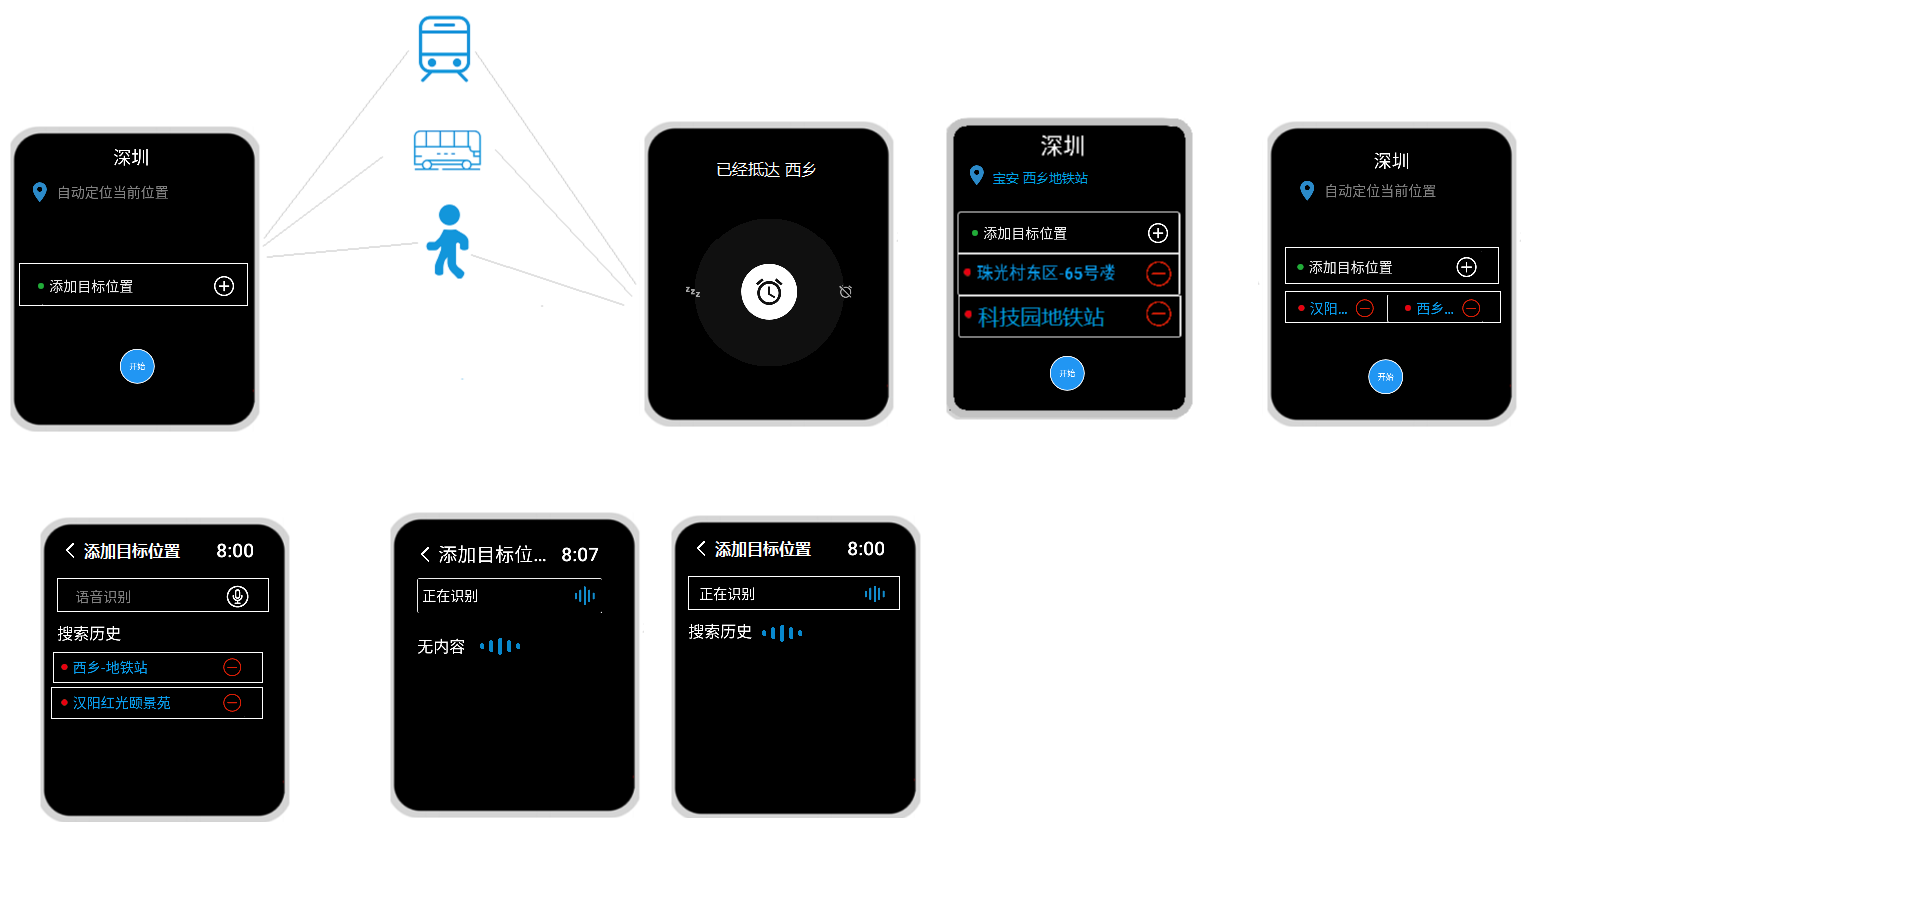 深圳
自动定位当前位置
添加目标位置
开始
已经抵达 西乡
zzz
深圳
宝安 西乡地铁站
添加目标位置
珠光村东区-65号楼
科技园地铁站
开始
深圳
自动定位当前位置
添加目标位置
汉阳... 西乡...
开始
添加目标位置 8:00
语音识别
搜索历史
西乡-地铁站
汉阳红光颐景苑
添加目标位... 8:07
正在识别
无内容
添加目标位置 8:00
正在识别
搜索历史